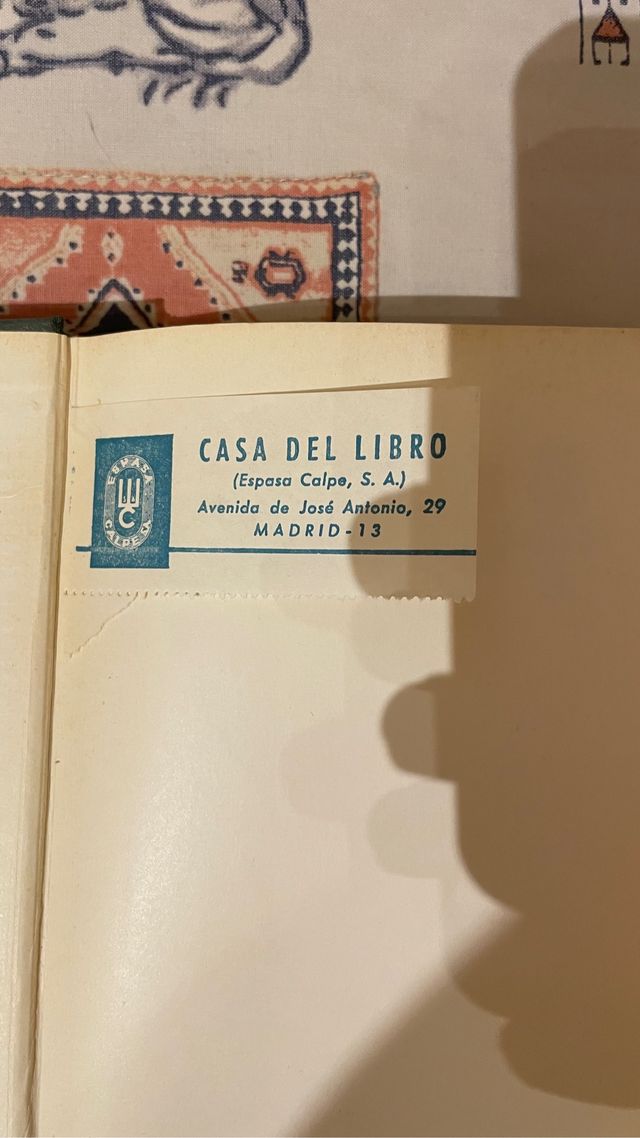 ESPASA
CALPE S.A.
CASA DEL LIBRO
(Espasa Calpe, S. A.)
Avenida de José Antonio, 29
MADRID-13